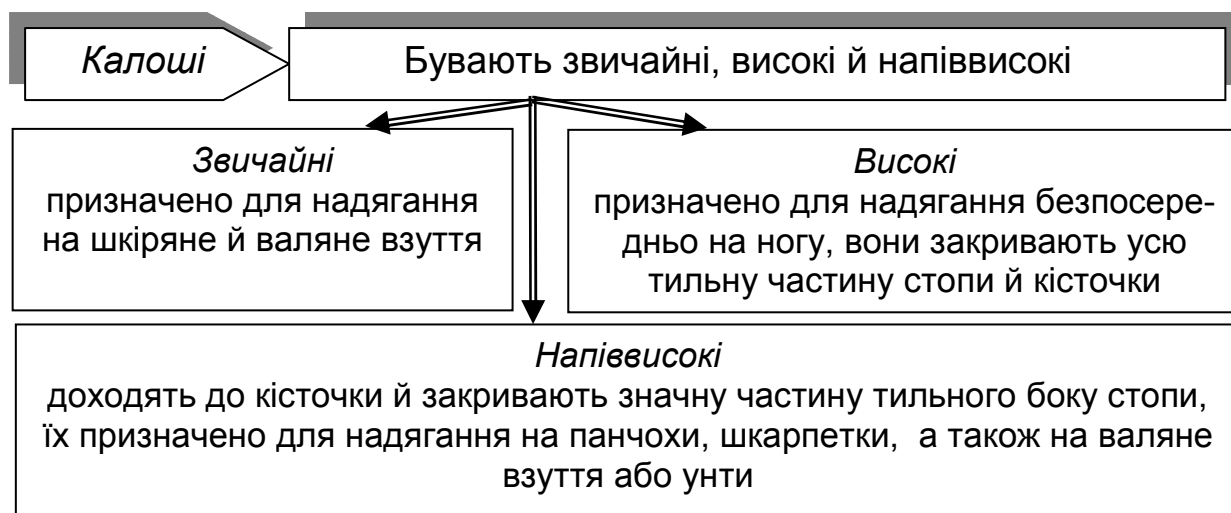 Калоші
Бувають звичайні, високі й напіввисокі
Звичайні
призначено для надягання
на шкіряне й валяне взуття
Високі
призначено для надягання безпосере-
дньо на ногу, вони закривають усю
тильну частину стопи й кісточки
Напіввисокі
доходять до кісточки й закривають значну частину тильного боку стопи,
їх призначено для надягання на панчохи, шкарпетки, а також на валяне
взуття або унти